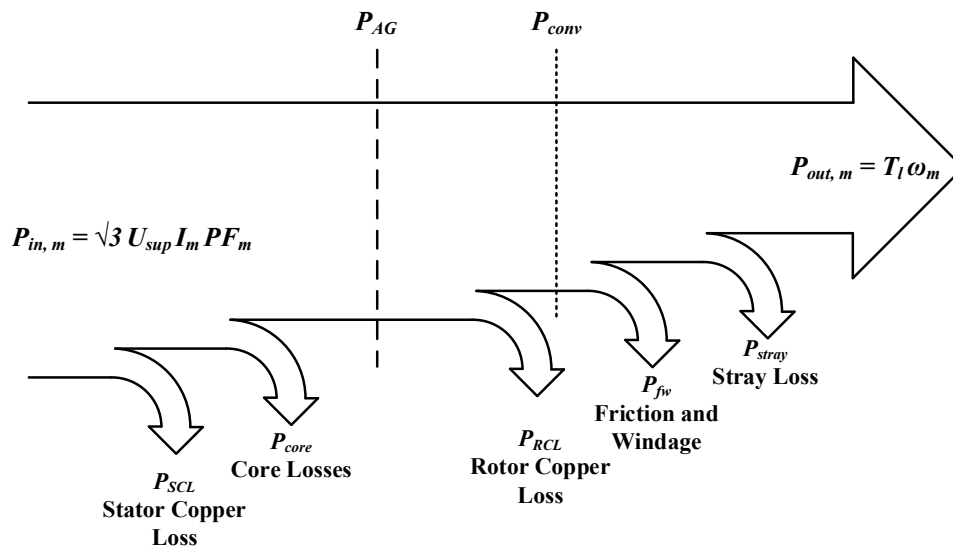 P_AG
P_conv
P_out, m = T_l ω_m
P_in, m = √3 U_sup I_m PF_m
P_stray
Stray Loss
P_fw
Friction and
Windage
P_core
Core Losses
P_RCL
Rotor Copper
Loss
P_SCL
Stator Copper
Loss